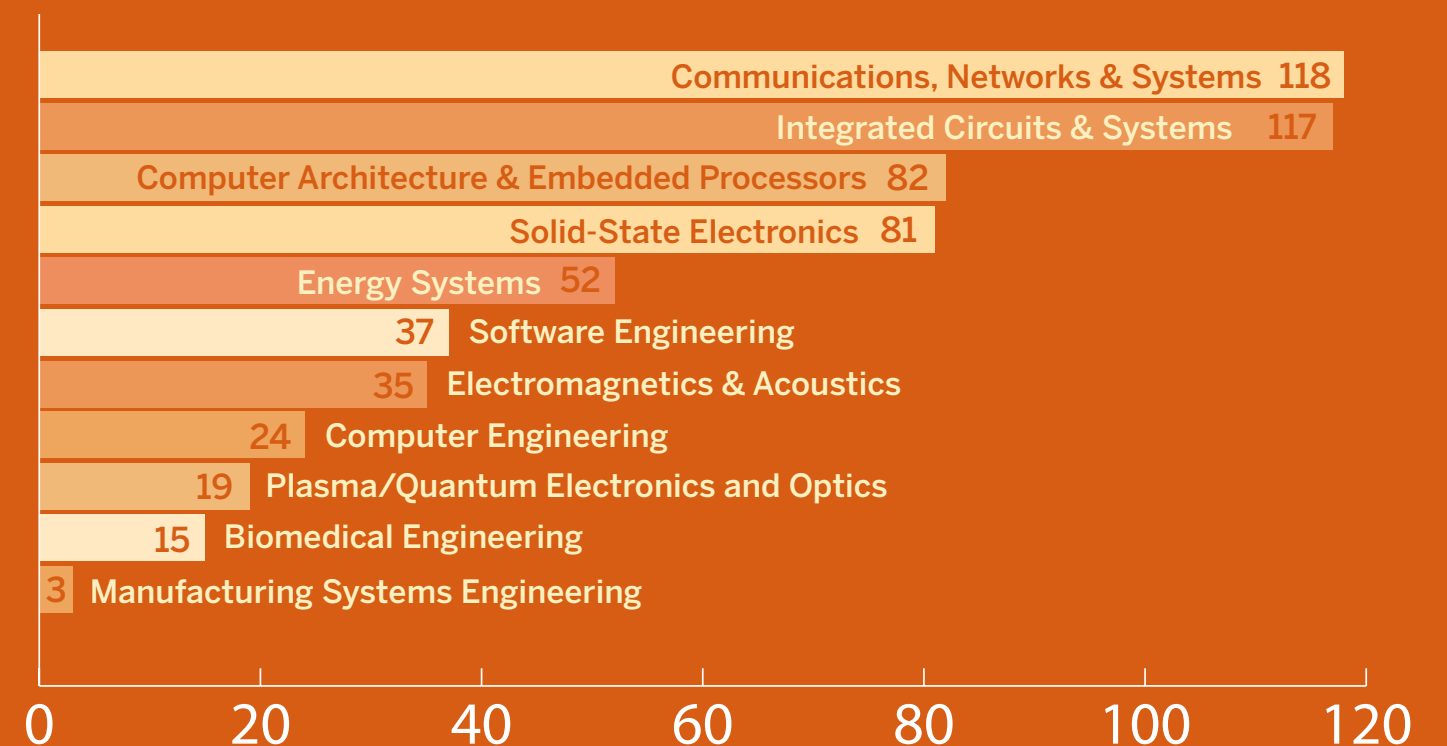 Communications, Networks & Systems 118
Integrated Circuits & Systems 117
Computer Architecture & Embedded Processors 82
Solid-State Electronics 81
Energy Systems 52
37 Software Engineering
35 Electromagnetics & Acoustics
24 Computer Engineering
19 Plasma/Quantum Electronics and Optics
15 Biomedical Engineering
3 Manufacturing Systems Engineering
0 20 40 60 80 100 120